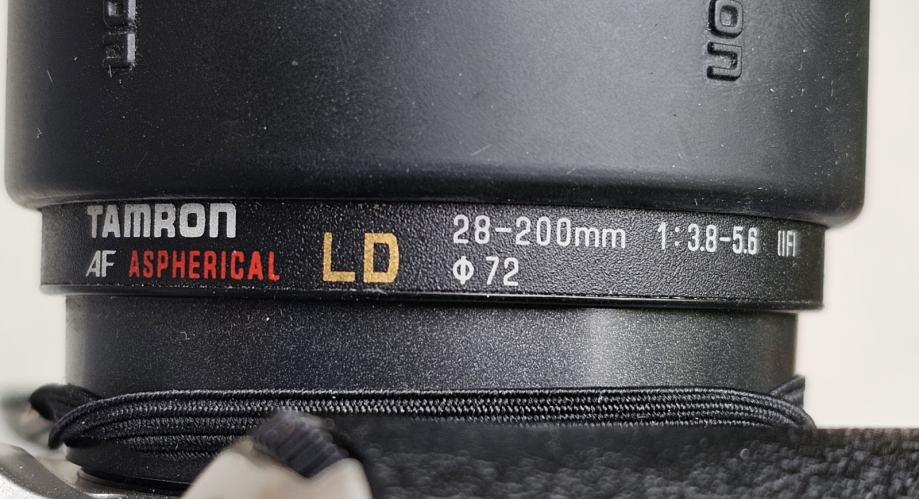 TAMRON
AF ASPHERICAL LD
28-200mm 1:3.8-5.6 (IF)
Φ72